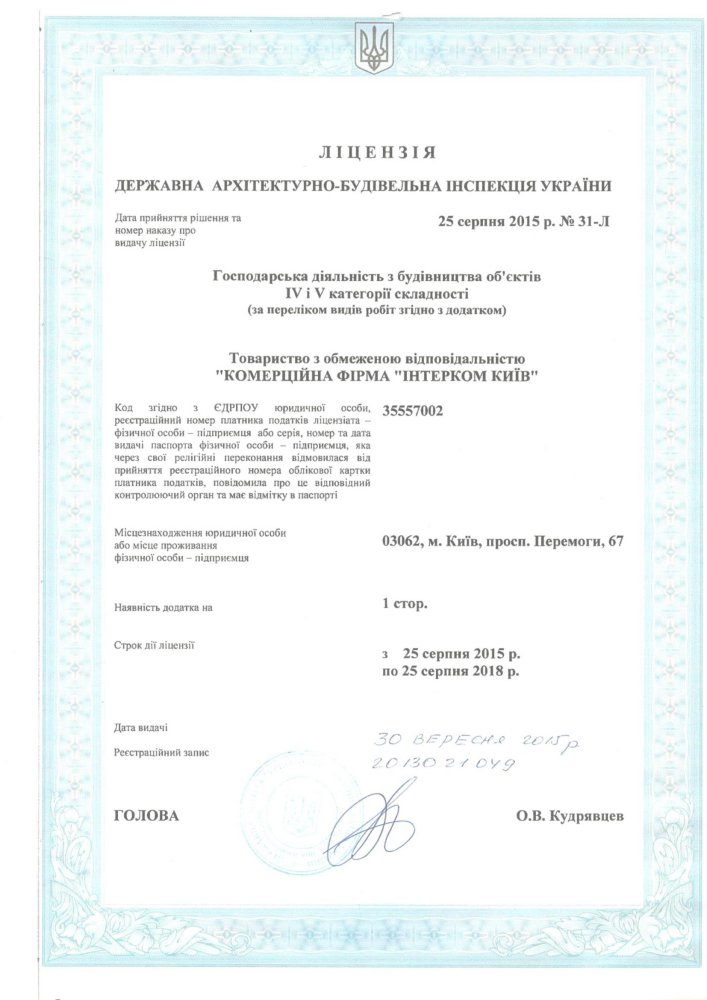 ЛІЦЕНЗІЯ
ДЕРЖАВНА АРХІТЕКТУРНО-БУДІВЕЛЬНА ІНСПЕКЦІЯ УКРАЇНИ
Дата прийняття рішення та
номер наказу про
видачу ліцензії
25 серпня 2015 р. № 31-Л
Господарська діяльність з будівництва об'єктів
IV і V категорії складності
(за переліком видів робіт згідно з додатком)
Товариство з обмеженою відповідальністю
"КОМЕРЦІЙНА ФІРМА "ІНТЕРКОМ КИЇВ"
Код згідно з ЄДРПОУ юридичної особи,
реєстраційний номер платника податків ліцензіата –
фізичної особи – підприємця або серія, номер та дата
видачі паспорта фізичної особи – підприємця, яка
через свої релігійні переконання відмовилася від
прийняття реєстраційного номера облікової картки
платника податків, повідомила про це відповідний
контролюючий орган та має відмітку в паспорті
35557002
Місцезнаходження юридичної особи
або місце проживання
фізичної особи – підприємця
03062, м. Київ, просп. Перемоги, 67
Наявність додатка на
1 стор.
Строк дії ліцензії
з 25 серпня 2015 р.
по 25 серпня 2018 р.
Дата видачі
30 ВЕРЕСНЯ 2015 р
Реєстраційний запис
2013021049
ГОЛОВА
О.В. Кудрявцев